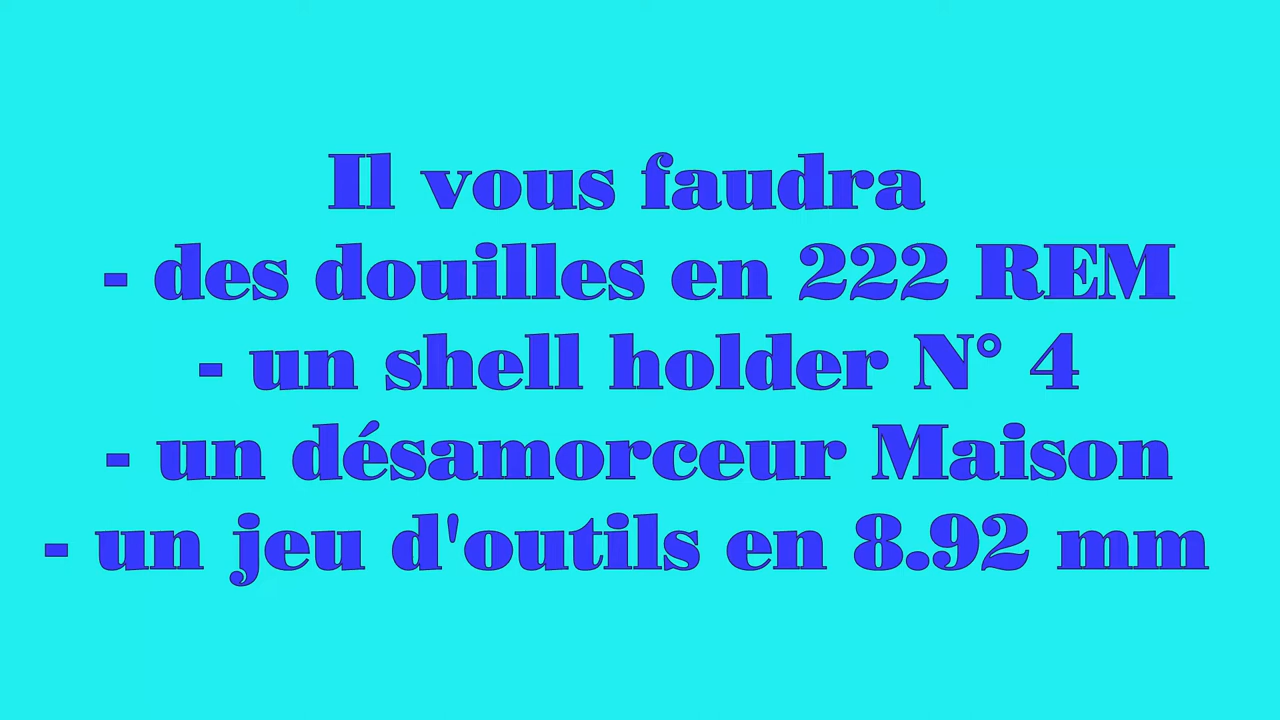 Il vous faudra
- des douilles en 222 REM
- un shell holder N° 4
- un désamorceur Maison
- un jeu d'outils en 8.92 mm